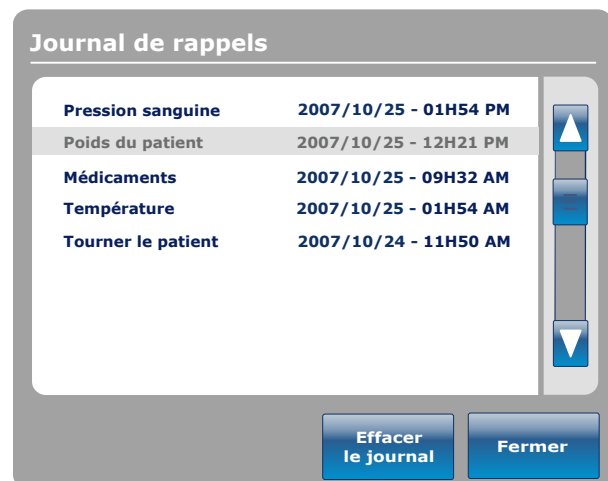 Journal de rappels
Pression sanguine 2007/10/25 - 01H54 PM
Poids du patient 2007/10/25 - 12H21 PM
Médicaments 2007/10/25 - 09H32 AM
Température 2007/10/25 - 01H54 AM
Tourner le patient 2007/10/24 - 11H50 AM
Effacer
le journal
Fermer